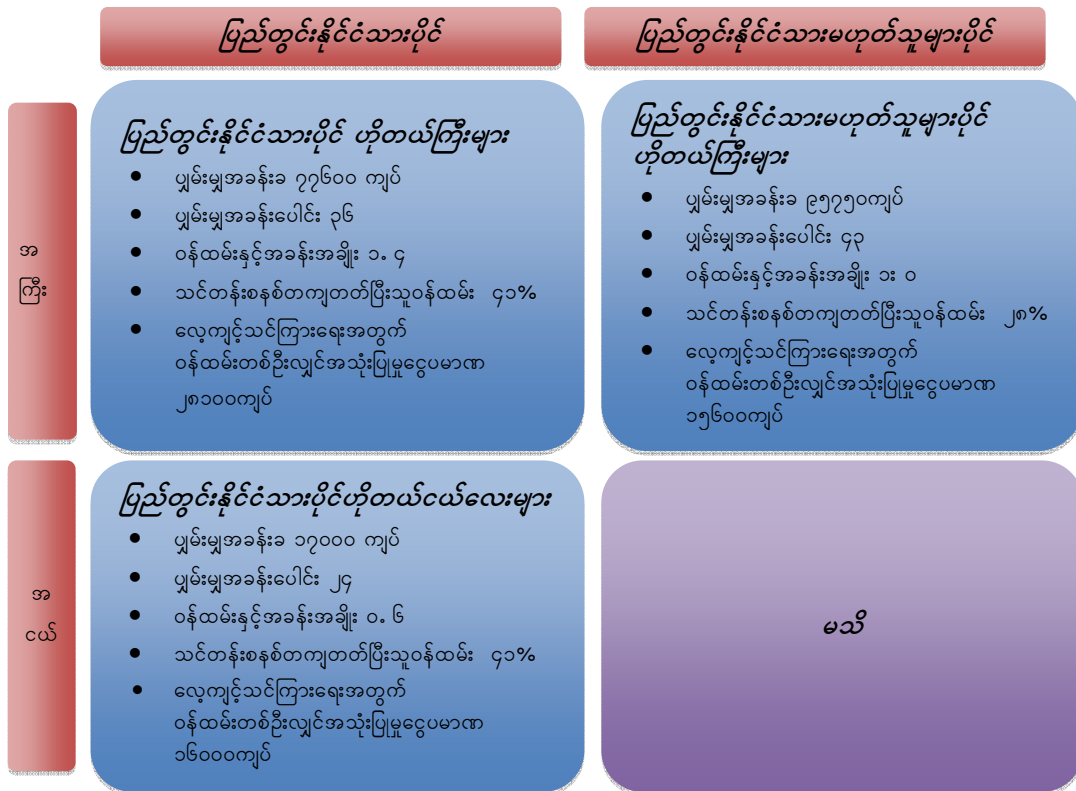 ပြည်တွင်းနိုင်ငံသားပိုင်
ပြည်တွင်းနိုင်ငံသားမဟုတ်သူများပိုင်
အ
ကြီး
ပြည်တွင်းနိုင်ငံသားပိုင် ဟိုတယ်ကြီးများ
• ပျှမ်းမျှအခန်းခ ၇၇၆၀၀ ကျပ်
• ပျှမ်းမျှအခန်းပေါင်း ၃၆
• ဝန်ထမ်းနှင့်အခန်းအချိုး ၁. ၄
• သင်တန်းစနစ်တကျတတ်ပြီးသူဝန်ထမ်း ၄၁%
• လေ့ကျင့်သင်ကြားရေးအတွက်
ဝန်ထမ်းတစ်ဦးလျှင်အသုံးပြုမှုငွေပမာဏ
၂၈၁၀၀ကျပ်
ပြည်တွင်းနိုင်ငံသားမဟုတ်သူများပိုင်
ဟိုတယ်ကြီးများ
• ပျှမ်းမျှအခန်းခ ၉၅၇၅၀ကျပ်
• ပျှမ်းမျှအခန်းပေါင်း ၄၃
• ဝန်ထမ်းနှင့်အခန်းအချိုး ၁း ဝ
• သင်တန်းစနစ်တကျတတ်ပြီးသူဝန်ထမ်း ၂၈%
• လေ့ကျင့်သင်ကြားရေးအတွက်
ဝန်ထမ်းတစ်ဦးလျှင်အသုံးပြုမှုငွေပမာဏ
၁၅၆၀၀ကျပ်
အ
ငယ်
ပြည်တွင်းနိုင်ငံသားပိုင်ဟိုတယ်ငယ်လေးများ
• ပျှမ်းမျှအခန်းခ ၁၇၀၀၀ ကျပ်
• ပျှမ်းမျှအခန်းပေါင်း ၂၄
• ဝန်ထမ်းနှင့်အခန်းအချိုး ၀. ၆
• သင်တန်းစနစ်တကျတတ်ပြီးသူဝန်ထမ်း ၄၁%
• လေ့ကျင့်သင်ကြားရေးအတွက်
ဝန်ထမ်းတစ်ဦးလျှင်အသုံးပြုမှုငွေပမာဏ
၁၆၀၀၀ကျပ်
မသိ